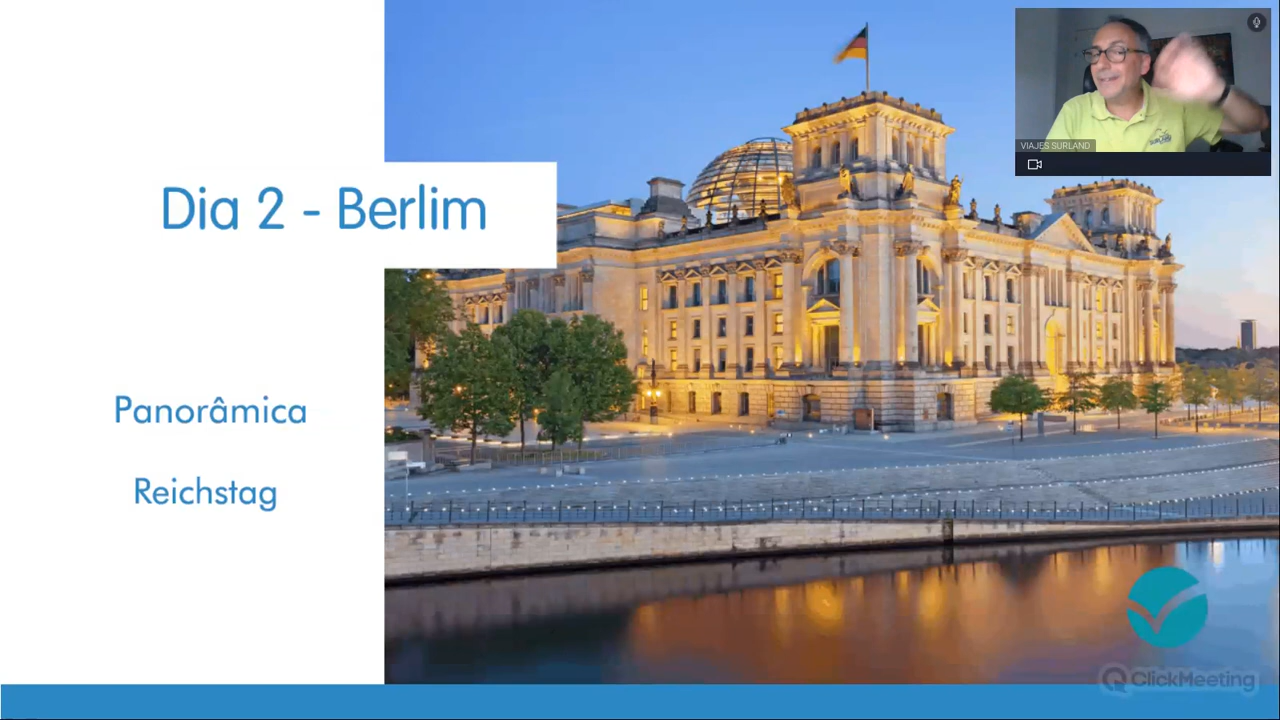 VIAJES SURLAND
Dia 2 - Berlim
Panorâmica
Reichstag
ClickMeeting